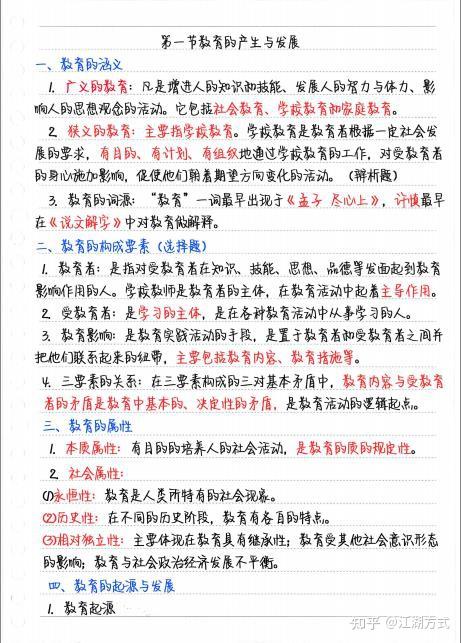 第一节教育的产生与发展
一、教育的涵义
1. 广义的教育：凡是增进人的知识和技能、发展人的智力与体力、影
响人的思想观念的活动。它包括社会教育、学校教育和家庭教育。
2. 狭义的教育：主要指学校教育。学校教育是教育者根据一定社会发
展的要求，有目的、有计划、有组织地通过学校教育的工作，对受教育者
的身心施加影响，促使他们朝着期望方向变化的活动。（辨析题）
3. 教育的词源：“教育”一词最早出现于《孟子 尽心上》，许慎最早
在《说文解字》中对教育做解释。
二、教育的构成要素（选择题）
1. 教育者：是指对受教育者在知识、技能、思想、品德等发面起到教育
影响作用的人。学校教师是教育者的主体，在教育活动中起着主导作用。
2. 受教育者：是学习的主体，是在各种教育活动中从事学习的人。
3. 教育影响：是教育实践活动的手段，是置于教育者和受教育者之间并
把他们联系起来的纽带，主要包括教育内容、教育措施等。
4. 三要素的关系：在三要素构成的三对基本矛盾中，教育内容与受教育
者的矛盾是教育中基本的、决定性的矛盾，是教育活动的逻辑起点。
三、教育的属性
1. 本质属性：有目的的培养人的社会活动，是教育的质的规定性。
2. 社会属性：
(1)永恒性：教育是人类所特有的社会现象。
(2)历史性：在不同的历史阶段，教育有各自的特点。
(3)相对独立性：主要体现在教育具有继承性；教育受其他社会意识形态
的影响；教育与社会政治经济发展不平衡。
四、教育的起源与发展
1. 教育起源
知乎 @江湖方式